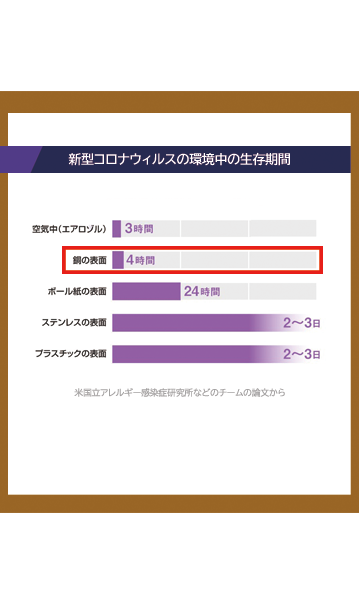 新型コロナウィルスの環境中の生存期間
空気中(エアロゾル) 3時間
銅の表面 4時間
ボール紙の表面 24時間
ステンレスの表面 2〜3日
プラスチックの表面 2〜3日
米国立アレルギー感染症研究所などのチームの論文から